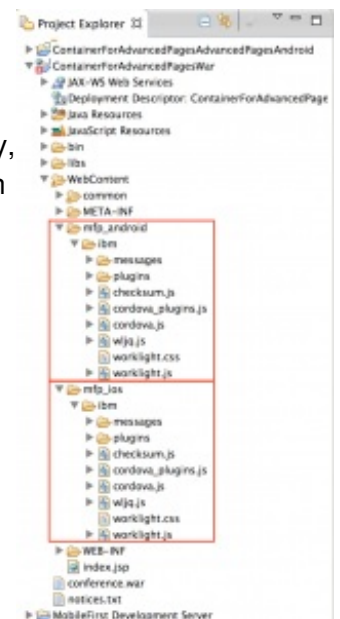 Project Explorer
ContainerForAdvancedPagesAdvancedPagesAndroid
ContainerForAdvancedPagesWar
JAX-WS Web Services
Deployment Descriptor: ContainerForAdvancedPage
Java Resources
JavaScript Resources
bin
libs
WebContent
common
META-INF
mfp_android
ibm
messages
plugins
checksum.js
cordova_plugins.js
cordova.js
wljq.js
worklight.css
worklight.js
mfp_ios
ibm
messages
plugins
checksum.js
cordova_plugins.js
cordova.js
wljq.js
worklight.css
worklight.js
WEB-INF
index.jsp
conference.war
notices.txt
MobileFirst Development Server